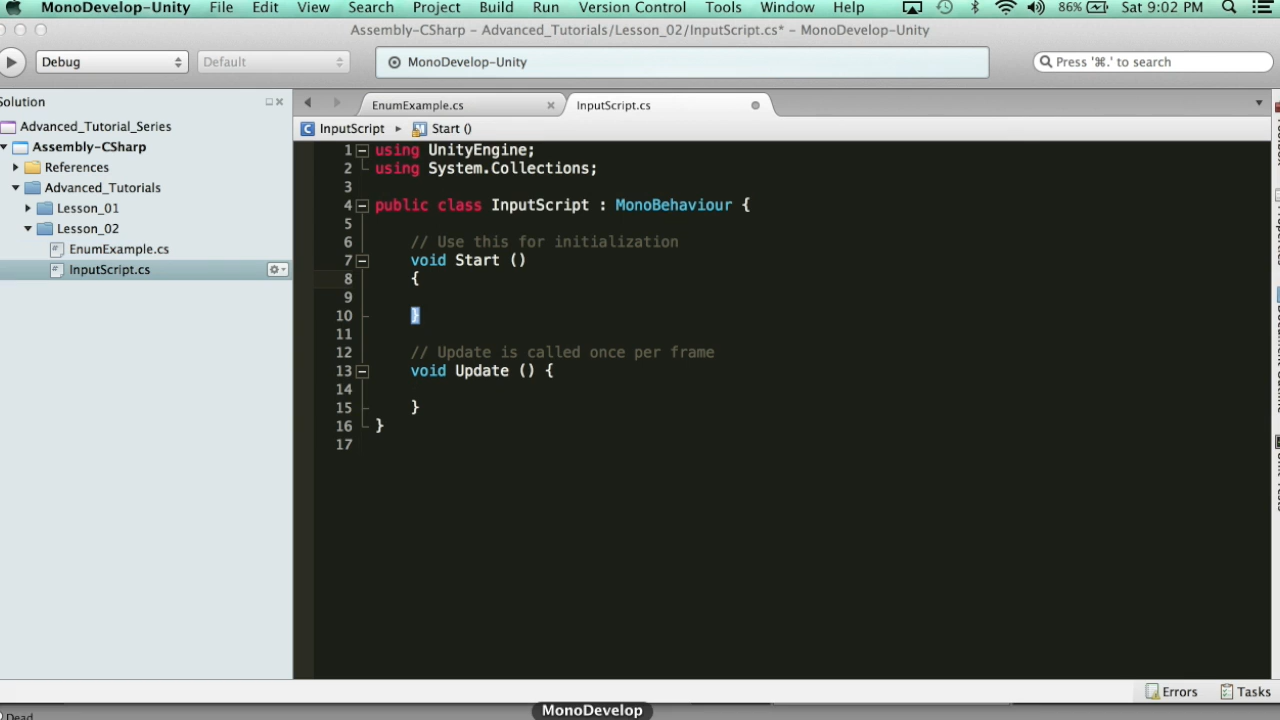 MonoDevelop-Unity File Edit View Search Project Build Run Version Control Tools Window Help 86% Sat 9:02 PM
Assembly-CSharp – Advanced_Tutorials/Lesson_02/InputScript.cs* – MonoDevelop-Unity
Debug Default MonoDevelop-Unity Press '⌘.' to search
Solution
EnumExample.cs InputScript.cs
Advanced_Tutorial_Series
InputScript Start ()
Assembly-CSharp
References
Advanced_Tutorials
Lesson_01
Lesson_02
EnumExample.cs
InputScript.cs
1 using UnityEngine;
2 using System.Collections;
3
4 public class InputScript : MonoBehaviour {
5
6 // Use this for initialization
7 void Start ()
8 {
9
10 }
11
12 // Update is called once per frame
13 void Update () {
14
15 }
16 }
17
Errors Tasks
Dead
MonoDevelop